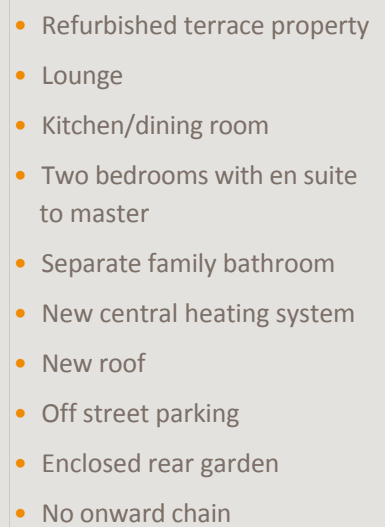 • Refurbished terrace property
• Lounge
• Kitchen/dining room
• Two bedrooms with en suite
to master
• Separate family bathroom
• New central heating system
• New roof
• Off street parking
• Enclosed rear garden
• No onward chain